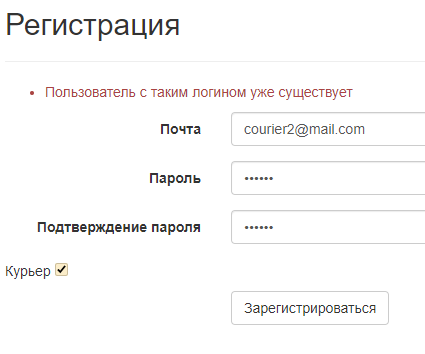 Регистрация
Пользователь с таким логином уже существует
Почта courier2@mail.com
Пароль ••••••
Подтверждение пароля ••••••
Курьер
Зарегистрироваться